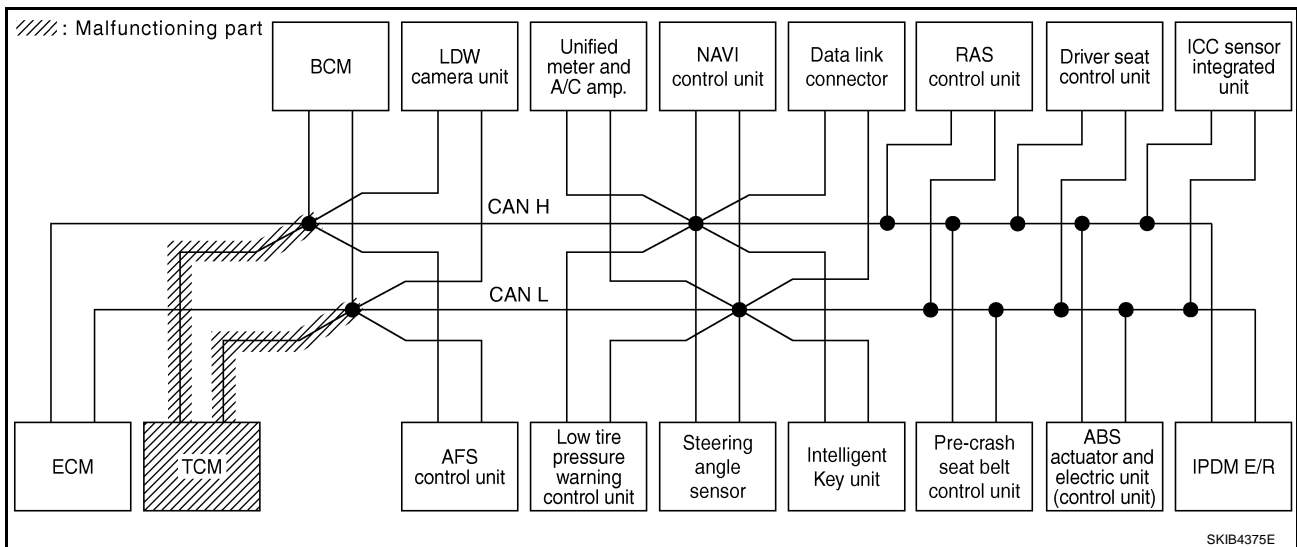 : Malfunctioning part
BCM
LDW
camera unit
Unified
meter and
A/C amp.
NAVI
control unit
Data link
connector
RAS
control unit
Driver seat
control unit
ICC sensor
integrated
unit
CAN H
CAN L
ECM
TCM
AFS
control unit
Low tire
pressure
warning
control unit
Steering
angle
sensor
Intelligent
Key unit
Pre-crash
seat belt
control unit
ABS
actuator and
electric unit
(control unit)
IPDM E/R
SKIB4375E